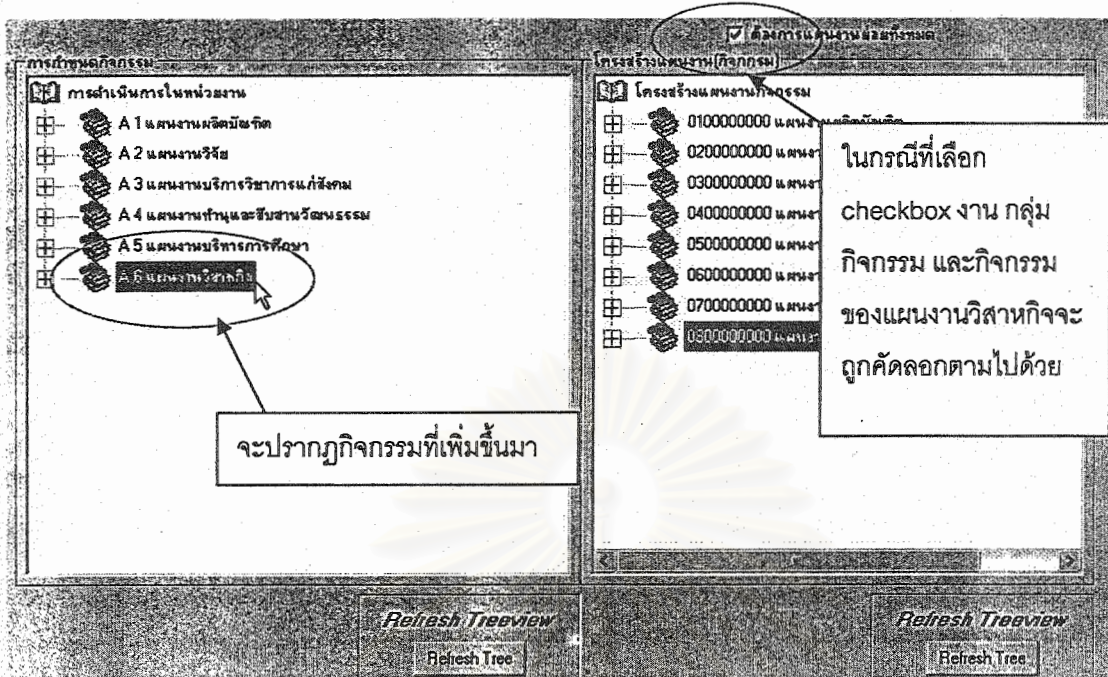 ต้องการแผนงานย่อยทั้งหมด
การกำหนดกิจกรรม
การดำเนินการในหน่วยงาน
A 1 แผนงานผลิตบัณฑิต
A 2 แผนงานวิจัย
A 3 แผนงานบริการวิชาการแก่สังคม
A 4 แผนงานทำนุและสืบสานวัฒนธรรม
A 5 แผนงานบริหารการศึกษา
A 6 แผนงานวิสาหกิจ
จะปรากฏกิจกรรมที่เพิ่มขึ้นมา
Refresh Treeview
Refresh Tree
โครงสร้างแผนงาน(กิจกรรม)
โครงสร้างแผนงานกิจกรรม
0100000000 แผนงานผลิตบัณฑิต
0200000000 แผนงา
0300000000 แผนงา
0400000000 แผนงา
0500000000 แผนงา
0600000000 แผนงา
0700000000 แผนงา
0800000000 แผนงา
ในกรณีที่เลือก
checkbox งาน กลุ่ม
กิจกรรม และกิจกรรม
ของแผนงานวิสาหกิจจะ
ถูกคัดลอกตามไปด้วย
Refresh Treeview
Refresh Tree